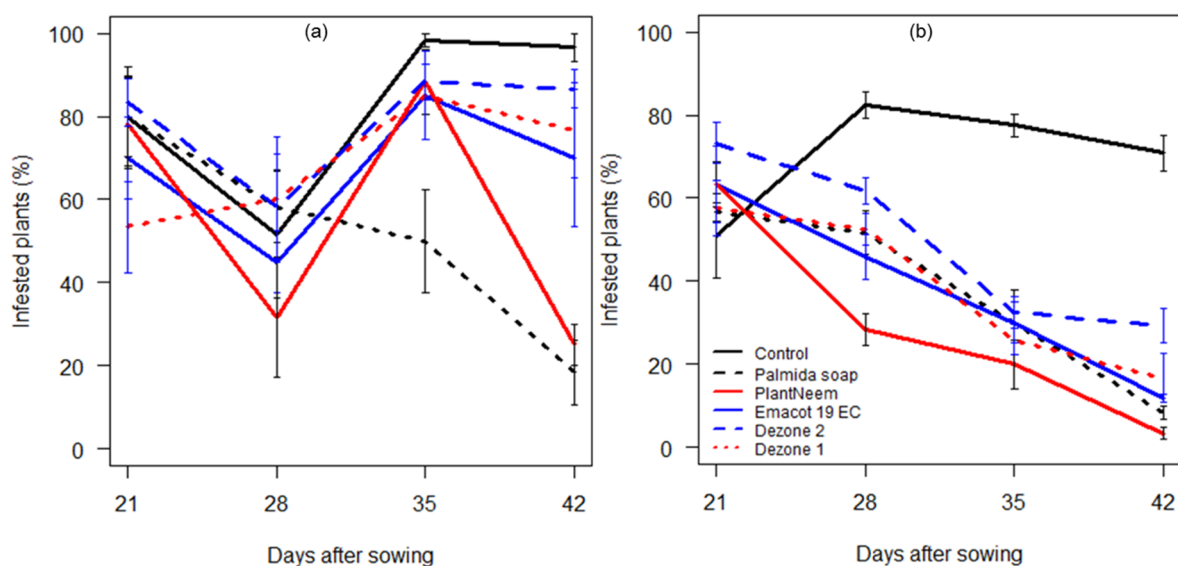 (a)
Infested plants (%)
100
80
60
40
20
0
21 28 35 42
Days after sowing
(b)
Infested plants (%)
100
80
60
40
20
0
Control
Palmida soap
PlantNeem
Emacot 19 EC
Dezone 2
Dezone 1
21 28 35 42
Days after sowing